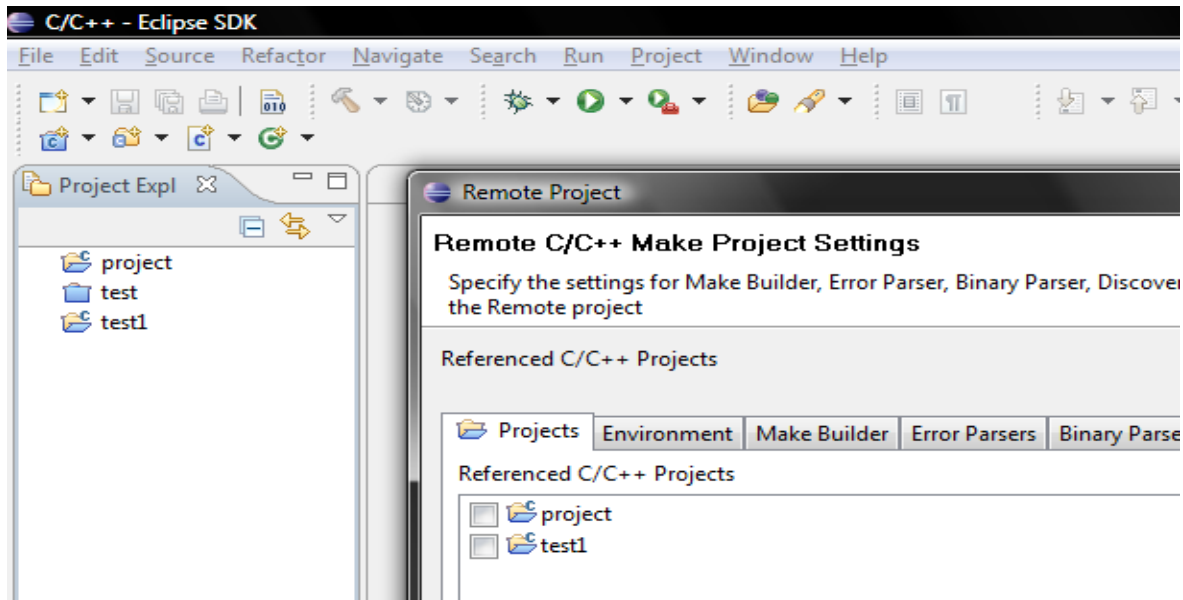 C/C++ - Eclipse SDK
File Edit Source Refactor Navigate Search Run Project Window Help
010
Project Expl
project
test
test1
Remote Project
Remote C/C++ Make Project Settings
Specify the settings for Make Builder, Error Parser, Binary Parser, Discover
the Remote project
Referenced C/C++ Projects
Projects Environment Make Builder Error Parsers Binary Parse
Referenced C/C++ Projects
project
test1